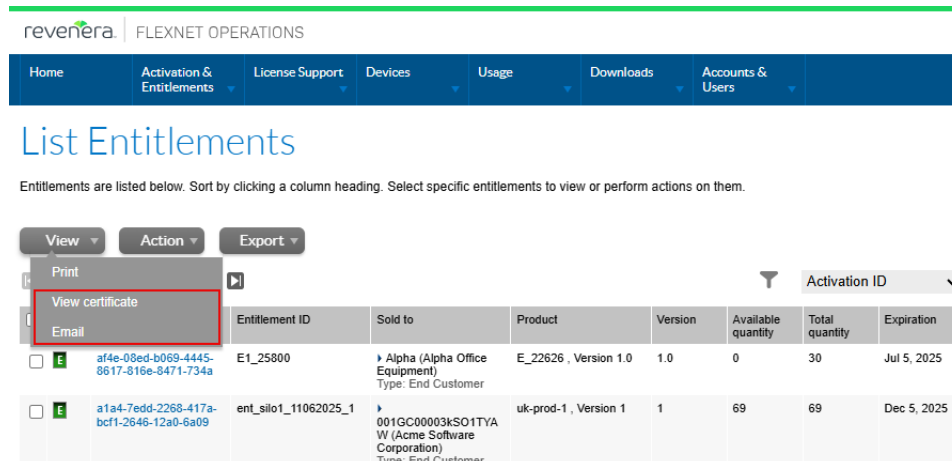 revenera. FLEXNET OPERATIONS
Home
Activation &
Entitlements
License Support
Devices
Usage
Downloads
Accounts &
Users
List Entitlements
Entitlements are listed below. Sort by clicking a column heading. Select specific entitlements to view or perform actions on them.
View Action Export
Print
View certificate
Email
Activation ID
Entitlement ID
Sold to
Product
Version
Available
quantity
Total
quantity
Expiration
E
af4e-08ed-b069-4445-
8617-816e-8471-734a
E1_25800
Alpha (Alpha Office
Equipment)
Type: End Customer
E_22626 , Version 1.0
1.0
0
30
Jul 5, 2025
E
a1a4-7edd-2268-417a-
bcf1-2646-12a0-6a09
ent_silo1_11062025_1
001GC00003kSO1TYA
W (Acme Software
Corporation)
Type: End Customer
uk-prod-1 , Version 1
1
69
69
Dec 5, 2025